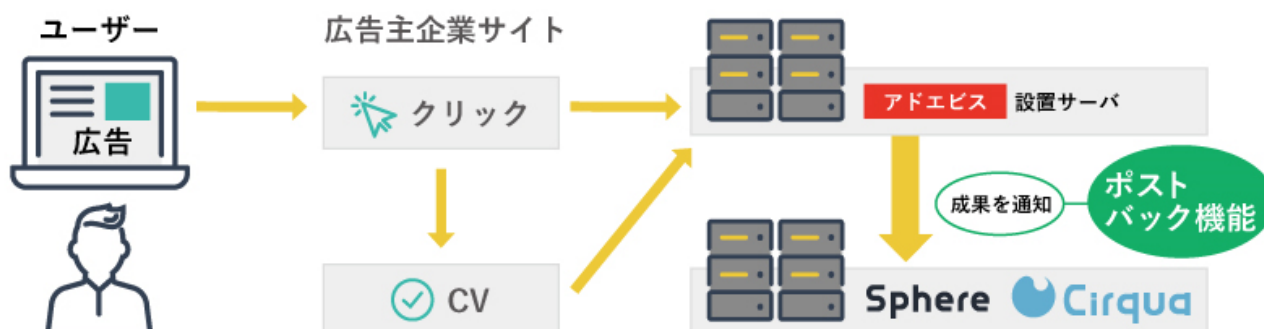 ユーザー
広告
広告主企業サイト
クリック
CV
アドエビス 設置サーバ
成果を通知
ポスト
バック機能
Sphere Cirqua